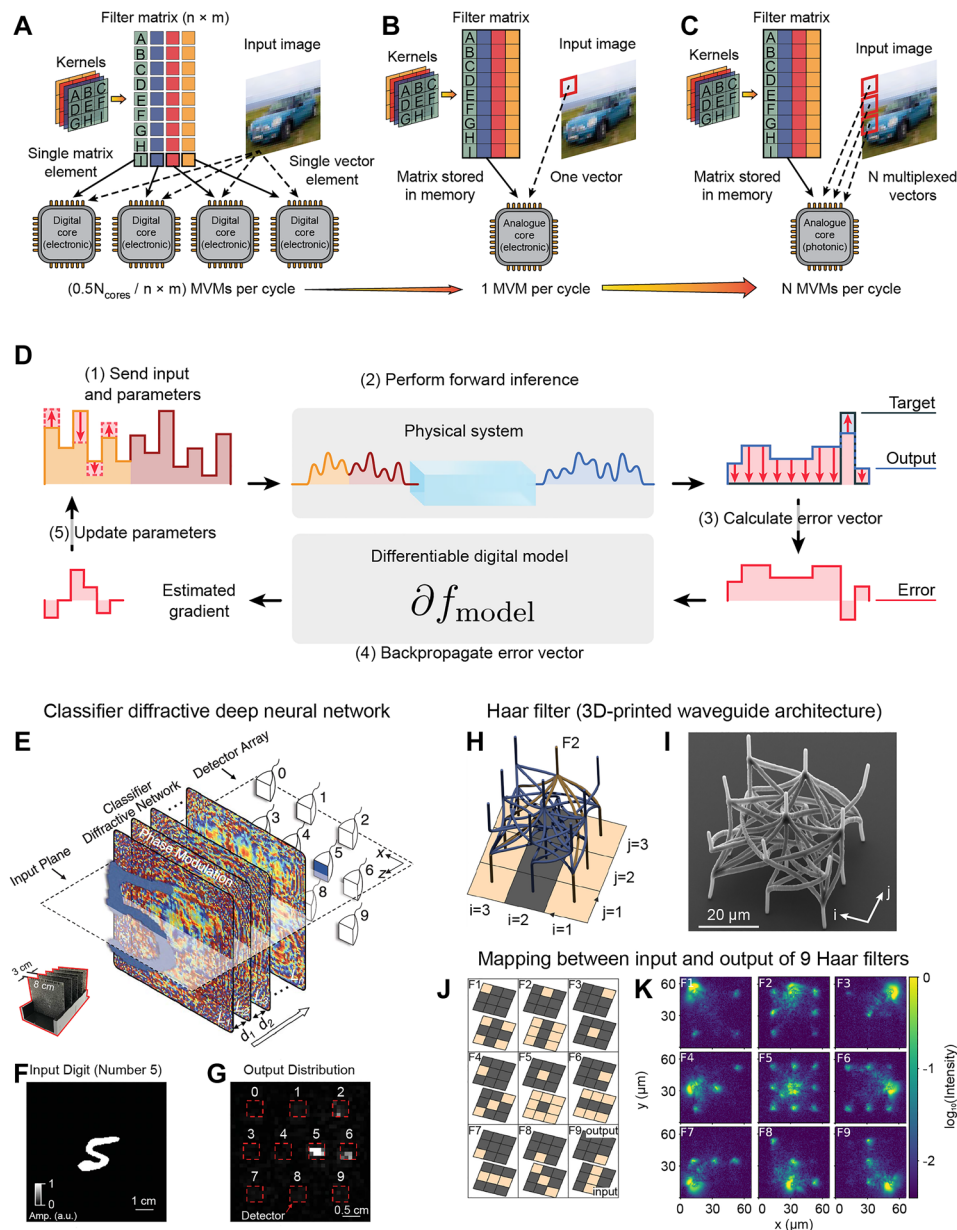 A
Filter matrix (n × m)
Kernels
A B C
D E F
G H I
A
B
C
D
E
F
G
H
I
Input image
Single matrix
element
Single vector
element
Digital
core
(electronic)
Digital
core
(electronic)
Digital
core
(electronic)
Digital
core
(electronic)
(0.5Ncores / n × m) MVMs per cycle
B
Filter matrix
Kernels
A B C
D E F
G H I
A
B
C
D
E
F
G
H
I
Input image
Matrix stored
in memory
One vector
Analogue
core
(electronic)
1 MVM per cycle
C
Filter matrix
Kernels
A B C
D E F
G H I
A
B
C
D
E
F
G
H
I
Input image
Matrix stored
in memory
N multiplexed
vectors
Analogue
core
(photonic)
N MVMs per cycle
D
(1) Send input
and parameters
(2) Perform forward inference
Physical system
Target
Output
(3) Calculate error vector
(5) Update parameters
Estimated
gradient
Differentiable digital model
∂fmodel
(4) Backpropagate error vector
Error
Classifier diffractive deep neural network
E
Input Plane
Classifier
Diffractive Network
Detector Array
Phase Modulation
0
1
2
3
4
5
6
8
9
x
z
3 cm
8 cm
d1
d2
F
Input Digit (Number 5)
1
0
Amp. (a.u.)
1 cm
G
Output Distribution
0 1 2
3 4 5 6
7 8 9
Detector
0.5 cm
Haar filter (3D-printed waveguide architecture)
H
F2
j=3
j=2
j=1
i=3
i=2
i=1
I
20 µm
i
j
Mapping between input and output of 9 Haar filters
J
F1 F2 F3
F4 F5 F6
F7 F8 F9 output
input
K
F1 F2 F3
F4 F5 F6
F7 F8 F9
60
30
60
30
60
30
y (µm)
0 30 60 0 30 60 0 30 60
x (µm)
0
-1
-2
log10(Intensity)